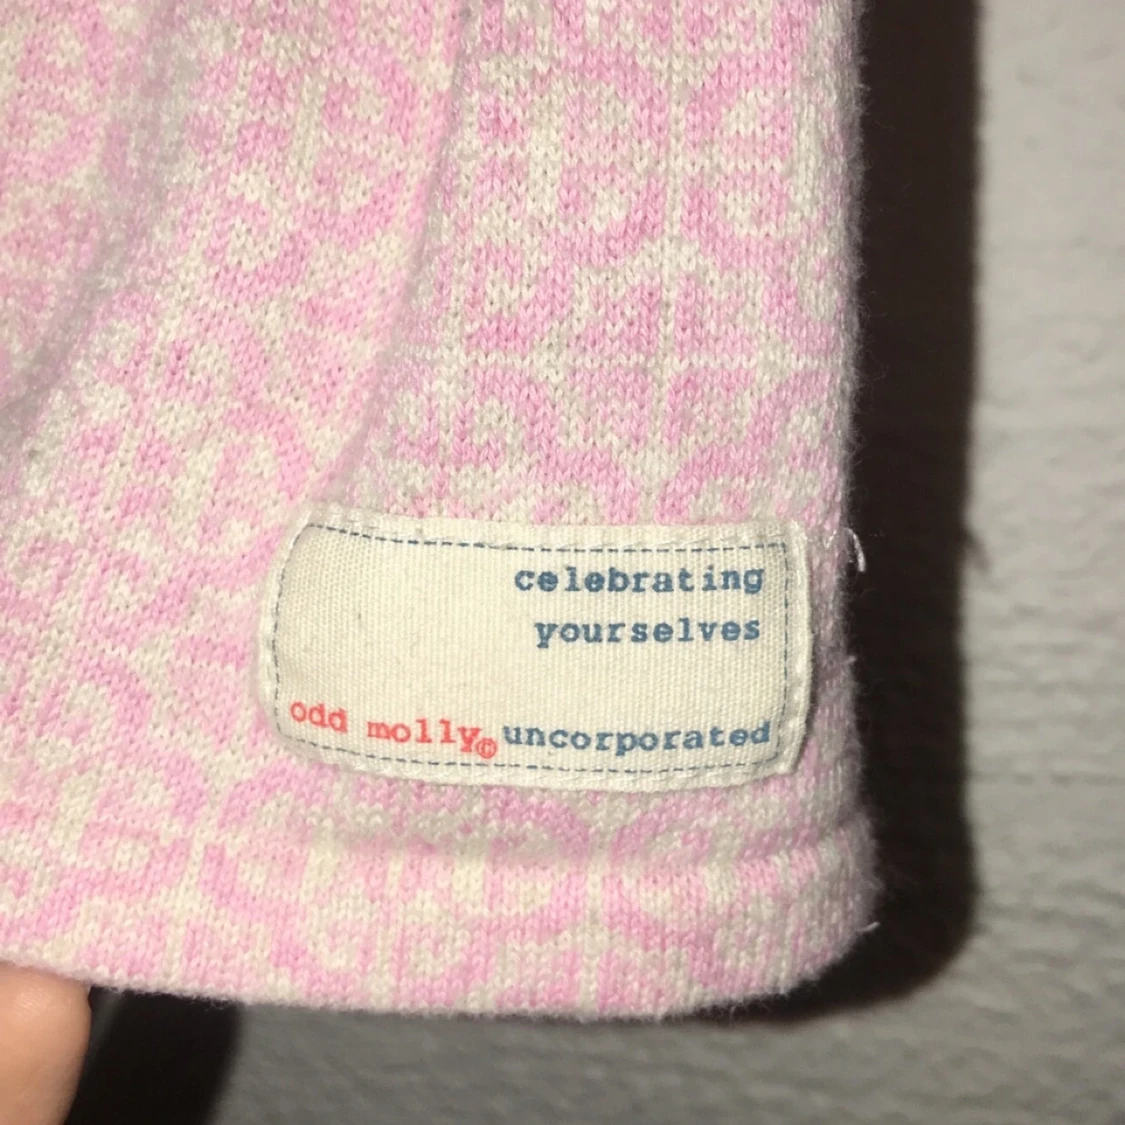 celebrating
yourselves
odd molly© uncorporated